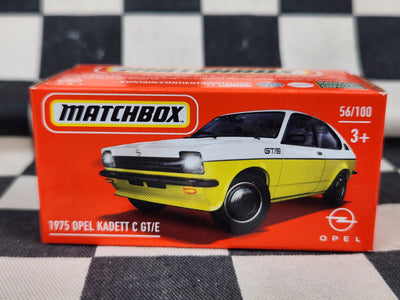 MATCHBOX
56/100
3+
GT/E
1975 OPEL KADETT C GT/E
OPEL